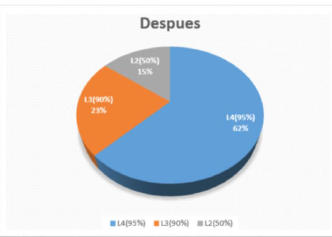 Despues
L2(50%)
15%
L3(90%)
23%
L4(95%)
62%
L4(95%) L3(90%) L2(50%)